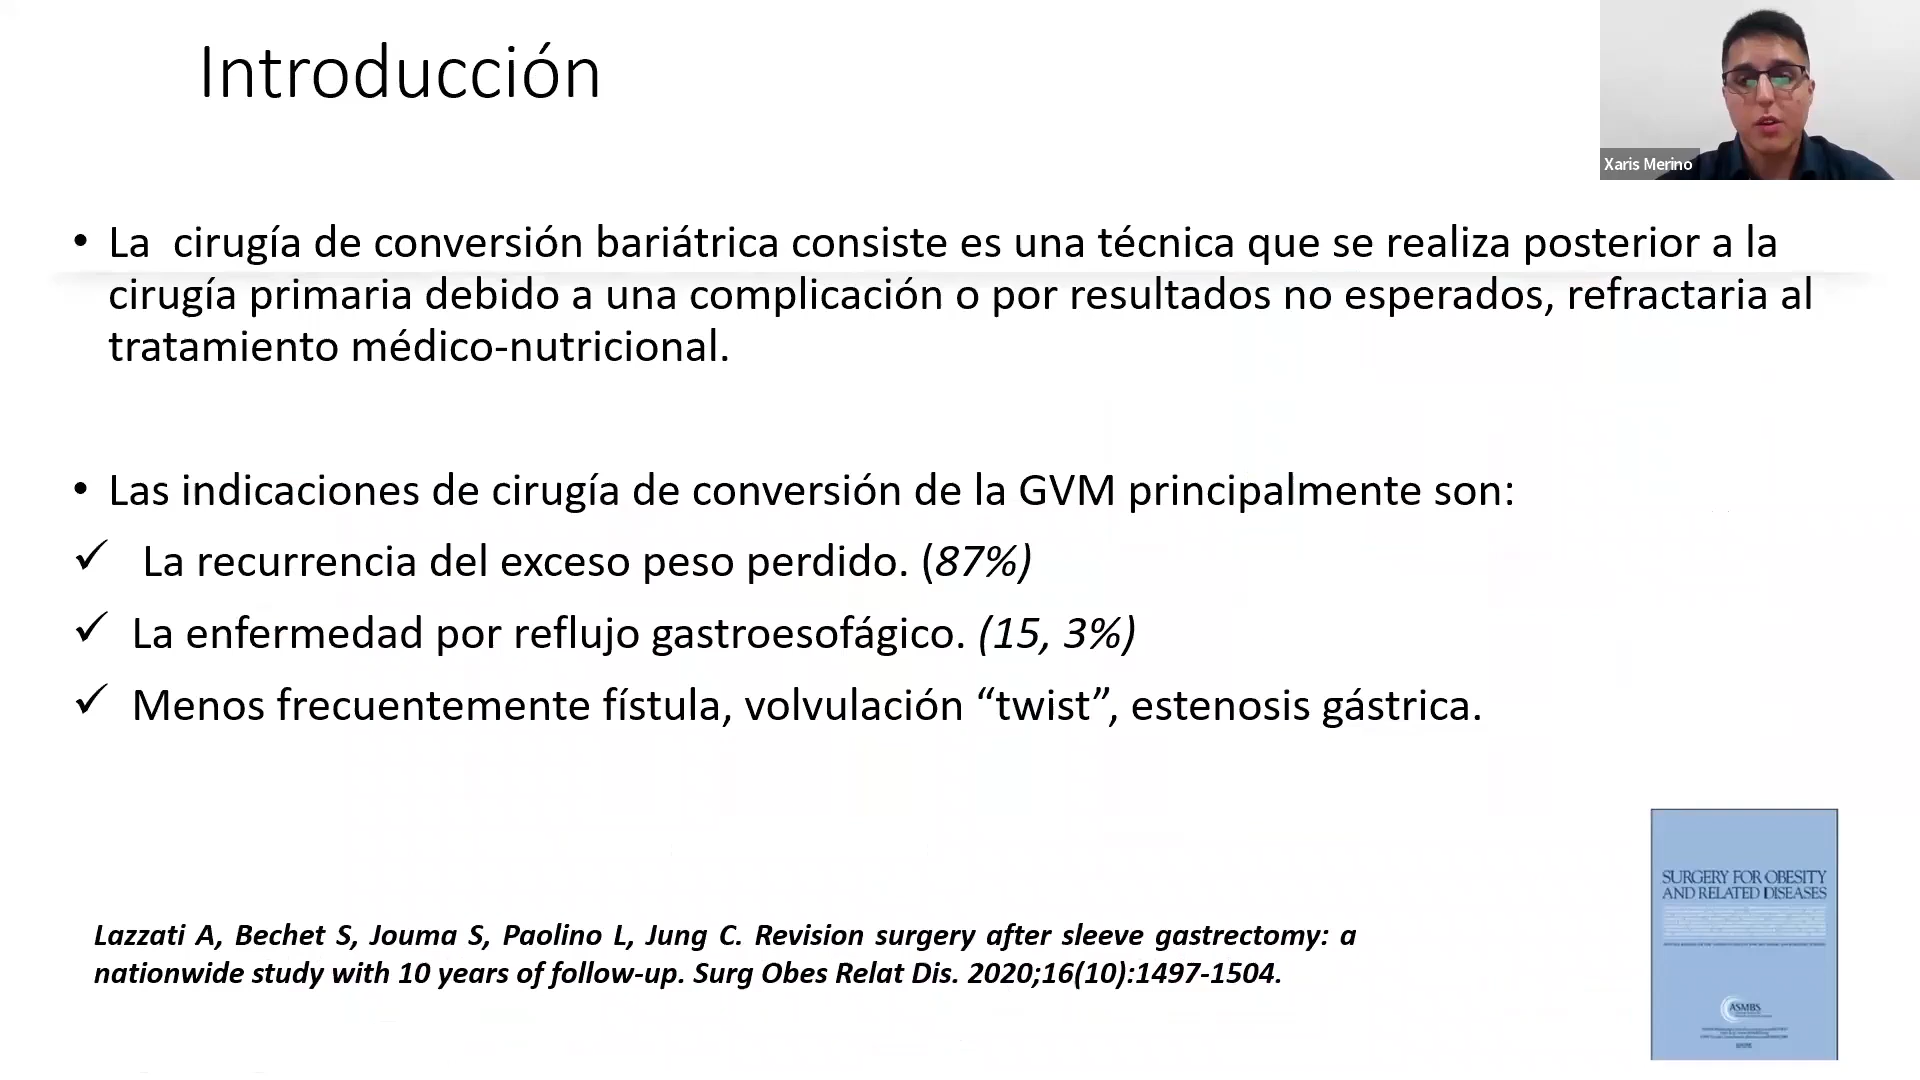 Introducción
Xaris Merino
• La  cirugía de conversión bariátrica consiste es una técnica que se realiza posterior a la
cirugía primaria debido a una complicación o por resultados no esperados, refractaria al
tratamiento médico-nutricional.
• Las indicaciones de cirugía de conversión de la GVM principalmente son:
✓ La recurrencia del exceso peso perdido. (87%)
✓ La enfermedad por reflujo gastroesofágico. (15, 3%)
✓ Menos frecuentemente fístula, volvulación “twist”, estenosis gástrica.
Lazzati A, Bechet S, Jouma S, Paolino L, Jung C. Revision surgery after sleeve gastrectomy: a
nationwide study with 10 years of follow-up. Surg Obes Relat Dis. 2020;16(10):1497-1504.
SURGERY FOR OBESITY
AND RELATED DISEASES
ASMBS